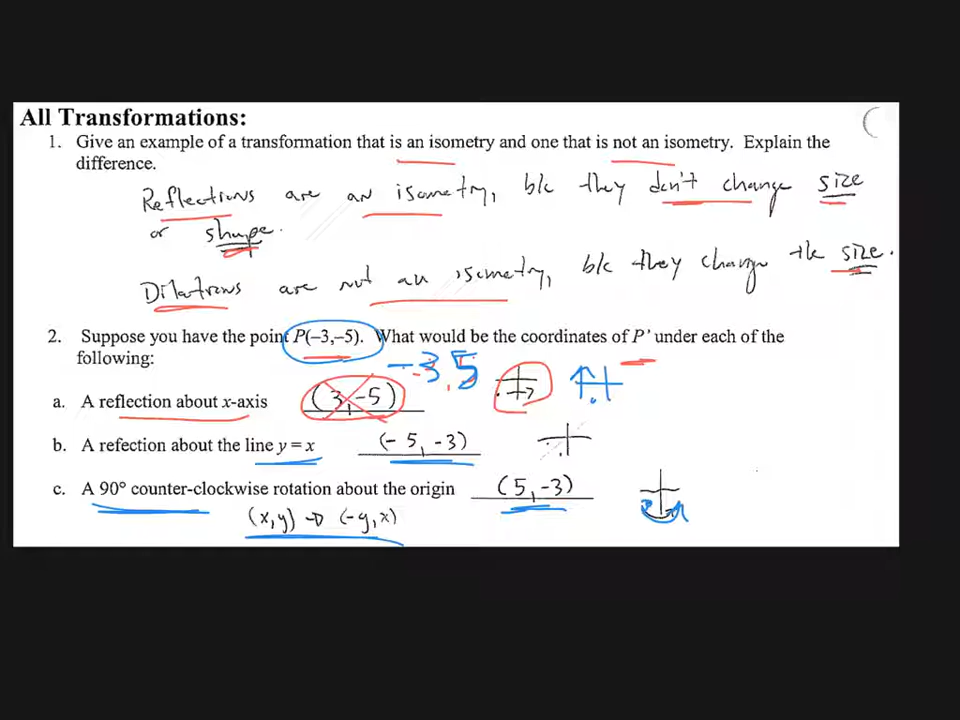 All Transformations:
1. Give an example of a transformation that is an isometry and one that is not an isometry. Explain the
difference.
Reflections are an isometry, b/c they don't change size
or shape.
Dilations are not an isometry, b/c they change the size.
2. Suppose you have the point P(–3,–5). What would be the coordinates of P' under each of the
following:
-3,5
a. A reflection about x-axis (3,-5)
b. A refection about the line y = x (-5,-3)
c. A 90° counter-clockwise rotation about the origin (5,-3)
(x,y) → (-y,x)